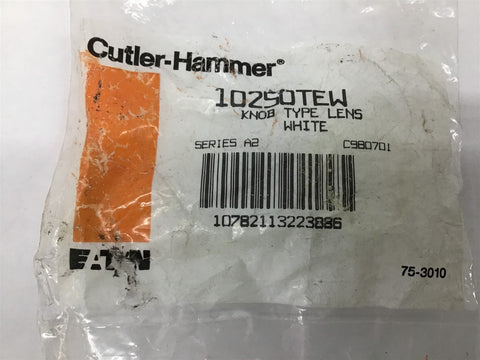 Cutler-Hammer®
10250TEW
KNOB TYPE LENS
WHITE
SERIES A2 C980701
10782113223886
EATON
75-3010